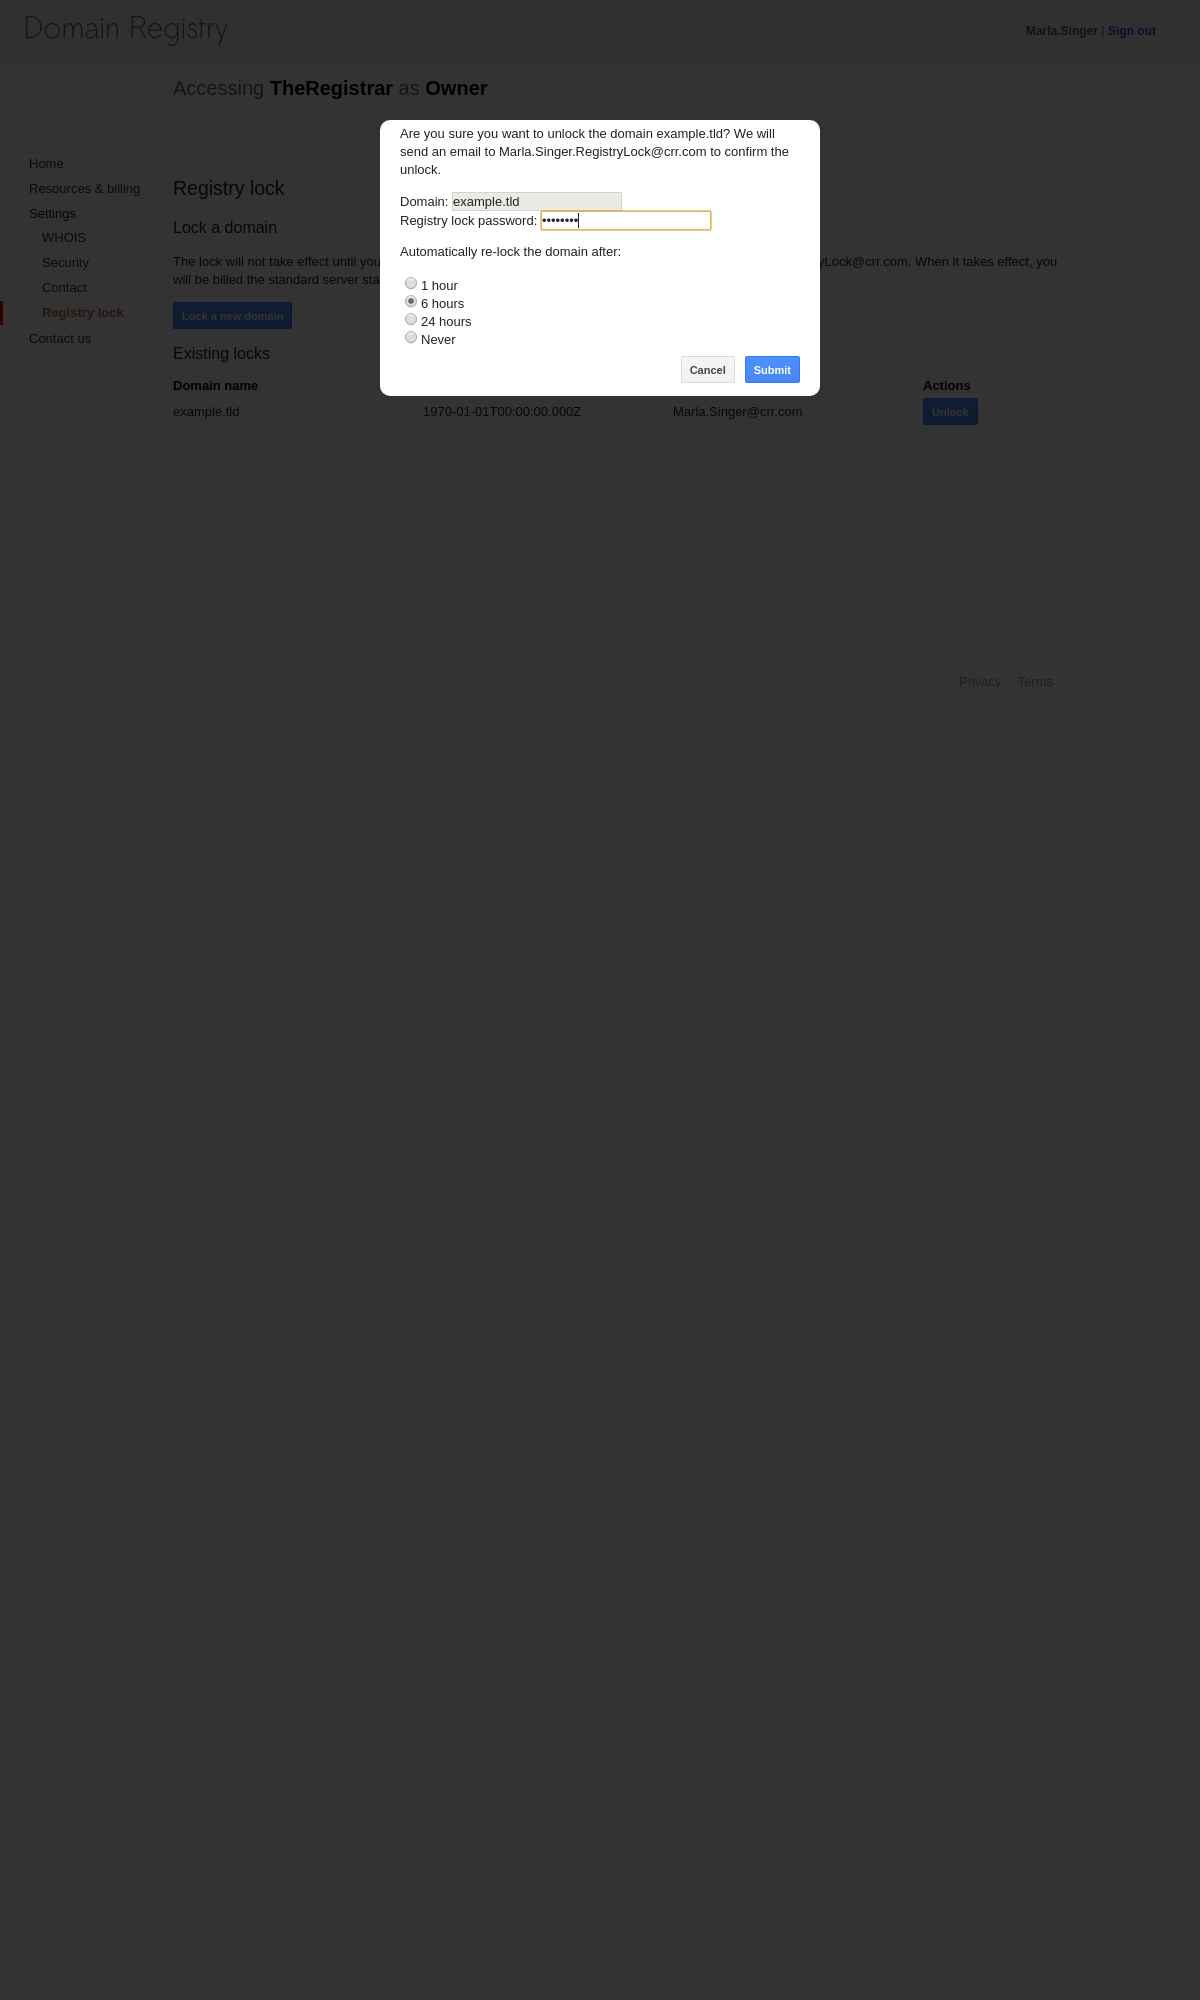 Domain Registry
Marla.Singer | Sign out
Accessing TheRegistrar as Owner
Are you sure you want to unlock the domain example.tld? We will
send an email to Marla.Singer.RegistryLock@crr.com to confirm the
unlock.
Domain: example.tld
Registry lock password: ••••••••
Automatically re-lock the domain after:
1 hour
6 hours
24 hours
Never
Cancel
Submit
Home
Resources & billing
Settings
WHOIS
Security
Contact
Registry lock
Contact us
Registry lock
Lock a domain
The lock will not take effect until you yLock@crr.com. When it takes effect, you
will be billed the standard server sta
Lock a new domain
Existing locks
Domain name Actions
example.tld 1970-01-01T00:00:00.000Z Marla.Singer@crr.com Unlock
Privacy Terms